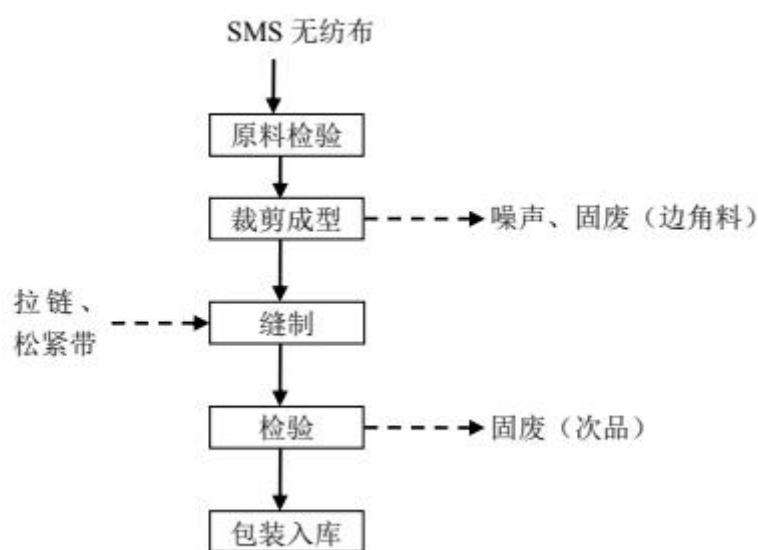 SMS 无纺布
原料检验
裁剪成型
噪声、固废（边角料）
拉链、
松紧带
缝制
检验
固废（次品）
包装入库